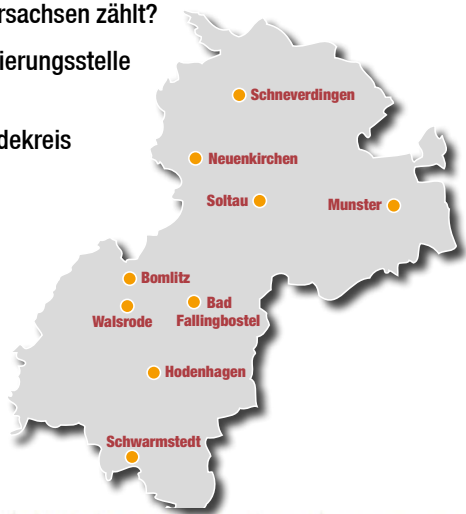 rsachsen zählt?
ierungsstelle
dekreis
Schneverdingen
Neuenkirchen
Soltau
Munster
Bomlitz
Walsrode
Bad
Fallingbostel
Hodenhagen
Schwarmstedt